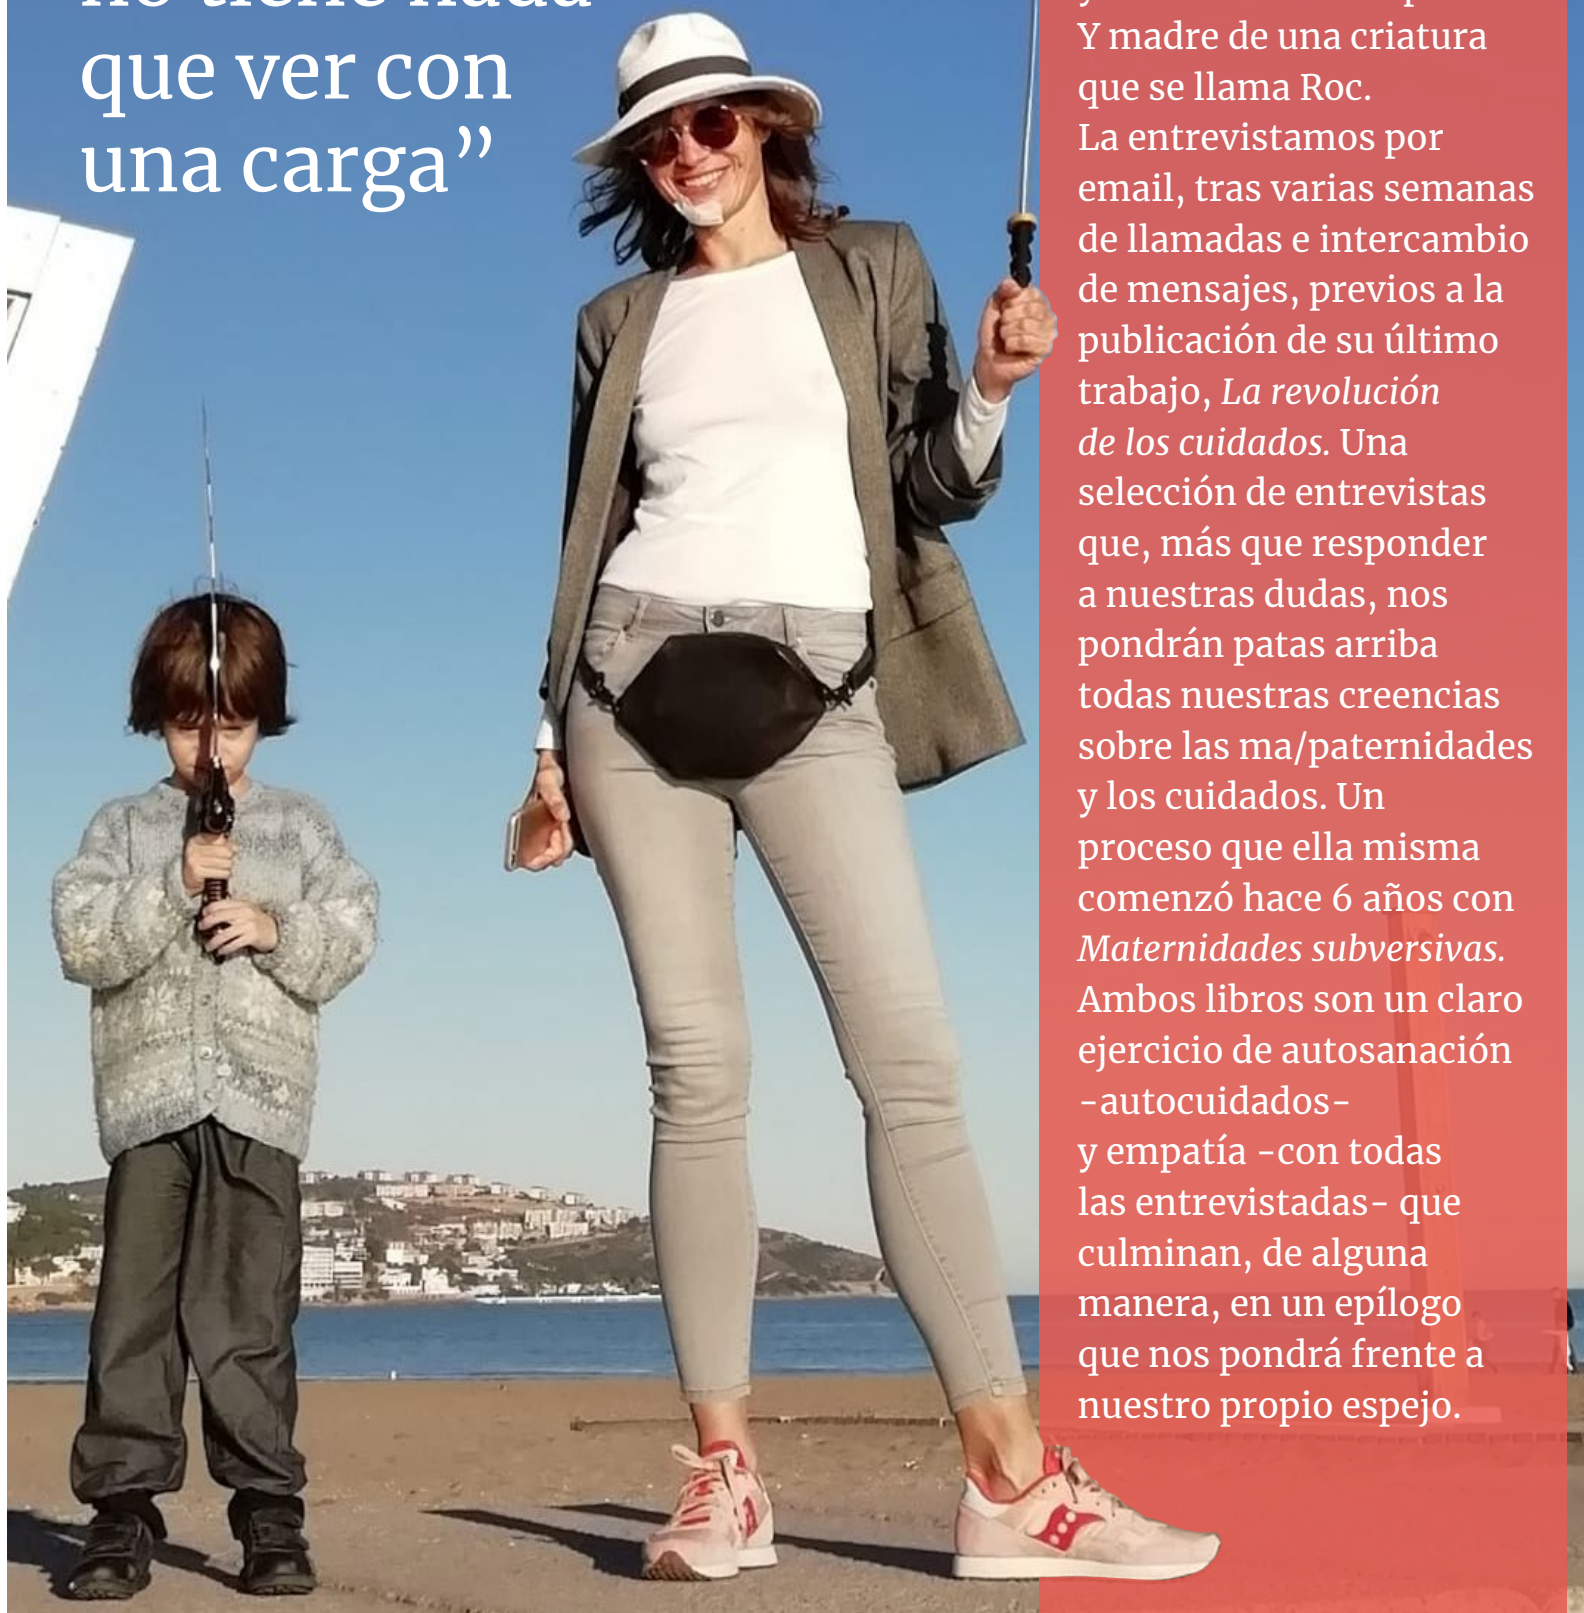 no tiene nada
que ver con
una carga”
Y madre de una criatura
que se llama Roc.
La entrevistamos por
email, tras varias semanas
de llamadas e intercambio
de mensajes, previos a la
publicación de su último
trabajo, La revolución
de los cuidados. Una
selección de entrevistas
que, más que responder
a nuestras dudas, nos
pondrán patas arriba
todas nuestras creencias
sobre las ma/paternidades
y los cuidados. Un
proceso que ella misma
comenzó hace 6 años con
Maternidades subversivas.
Ambos libros son un claro
ejercicio de autosanación
-autocuidados-
y empatía -con todas
las entrevistadas- que
culminan, de alguna
manera, en un epílogo
que nos pondrá frente a
nuestro propio espejo.